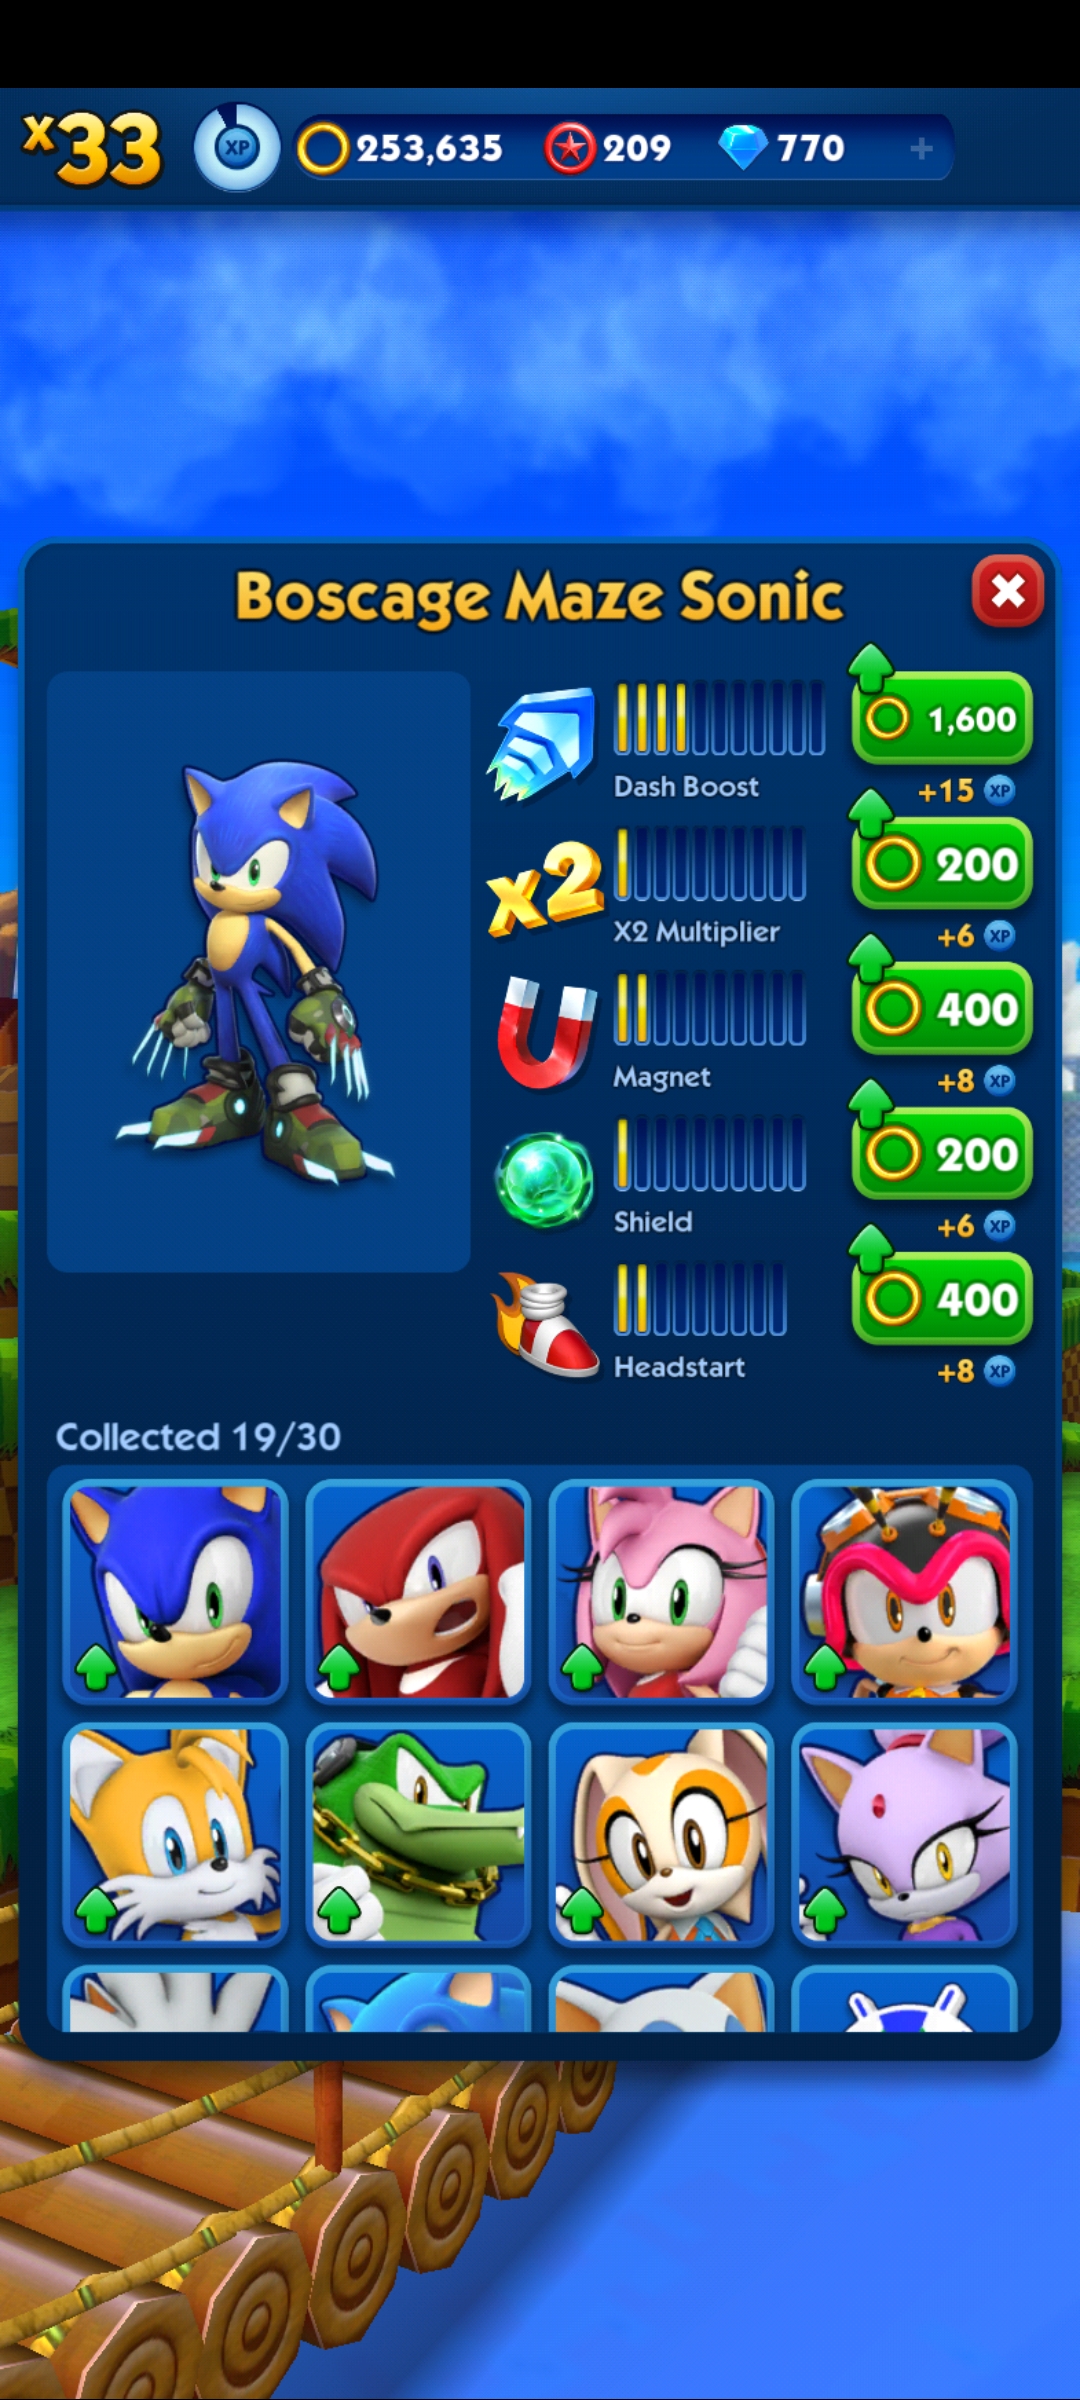 x33 XP 253,635 209 770 +
Boscage Maze Sonic
1,600
Dash Boost
+15 XP
x2
200
X2 Multiplier
+6 XP
400
Magnet
+8 XP
200
Shield
+6 XP
400
Headstart
+8 XP
Collected 19/30